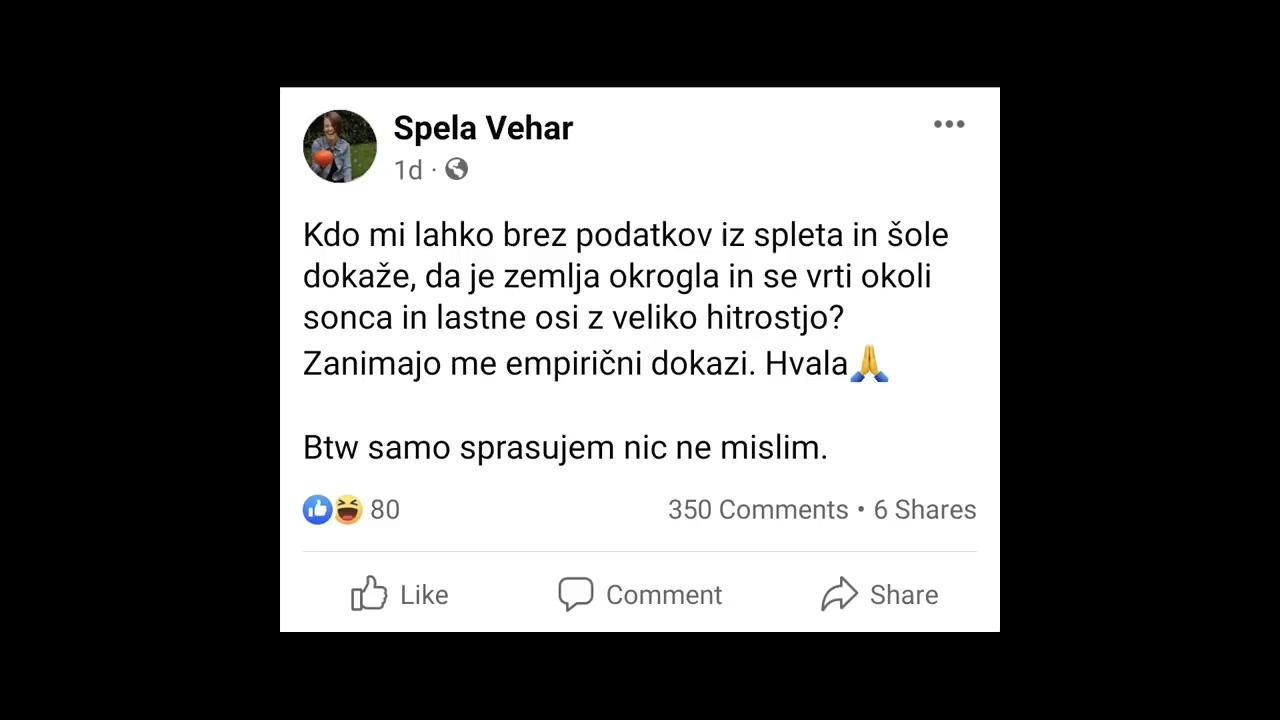 Spela Vehar
1d ·
Kdo mi lahko brez podatkov iz spleta in šole
dokaže, da je zemlja okrogla in se vrti okoli
sonca in lastne osi z veliko hitrostjo?
Zanimajo me empirični dokazi. Hvala🙏
Btw samo sprasujem nic ne mislim.
80
350 Comments • 6 Shares
Like
Comment
Share